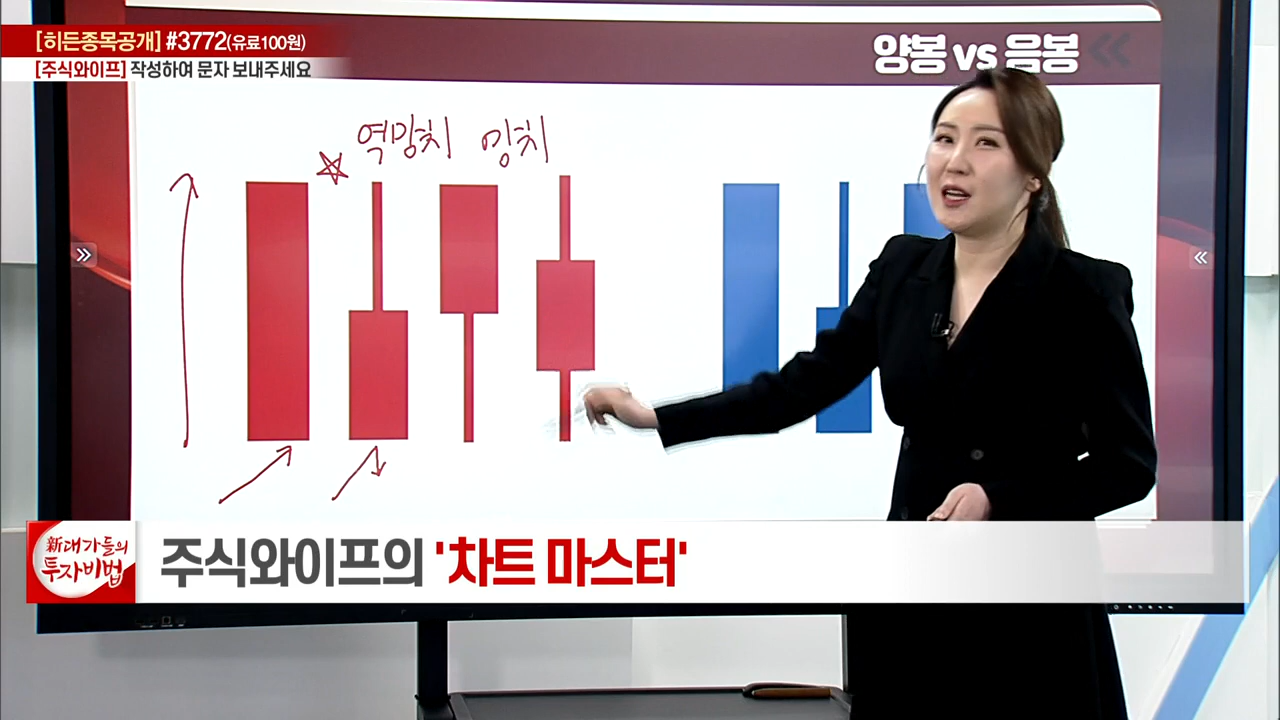 [히든종목공개] #3772(유료100원)
[주식와이프] 작성하여 문자 보내주세요
양봉 vs 음봉
역망치 망치
新대가들의
투자비법
주식와이프의 '차트 마스터'